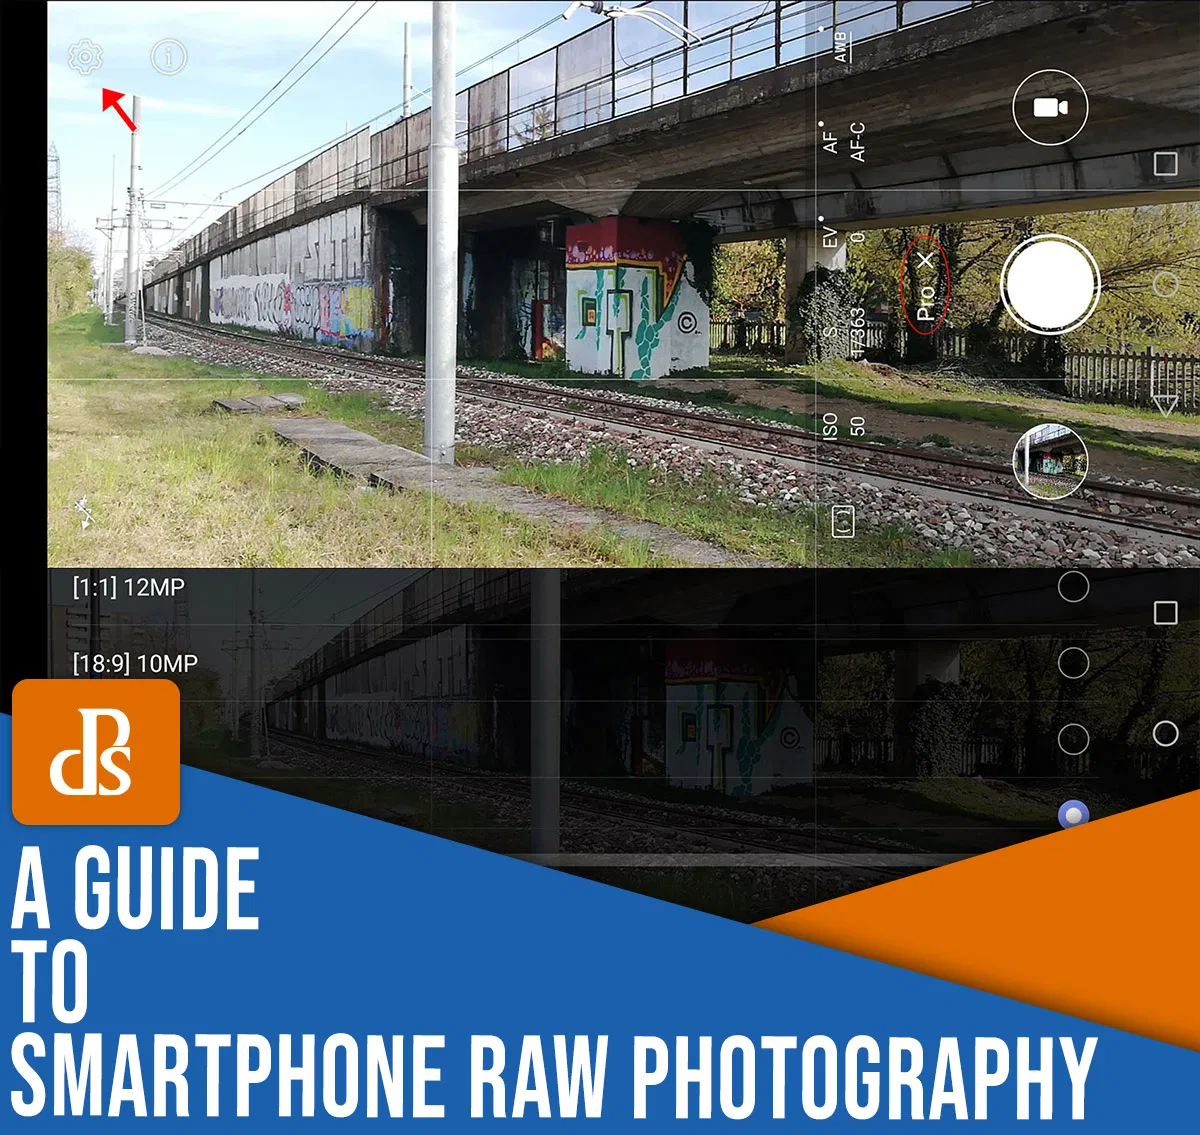 AWB
AF
AF-C
EV
0.
S
1/363
ISO
50
Pro
[1:1] 12MP
[18:9] 10MP
dPs
A GUIDE
TO
SMARTPHONE RAW PHOTOGRAPHY